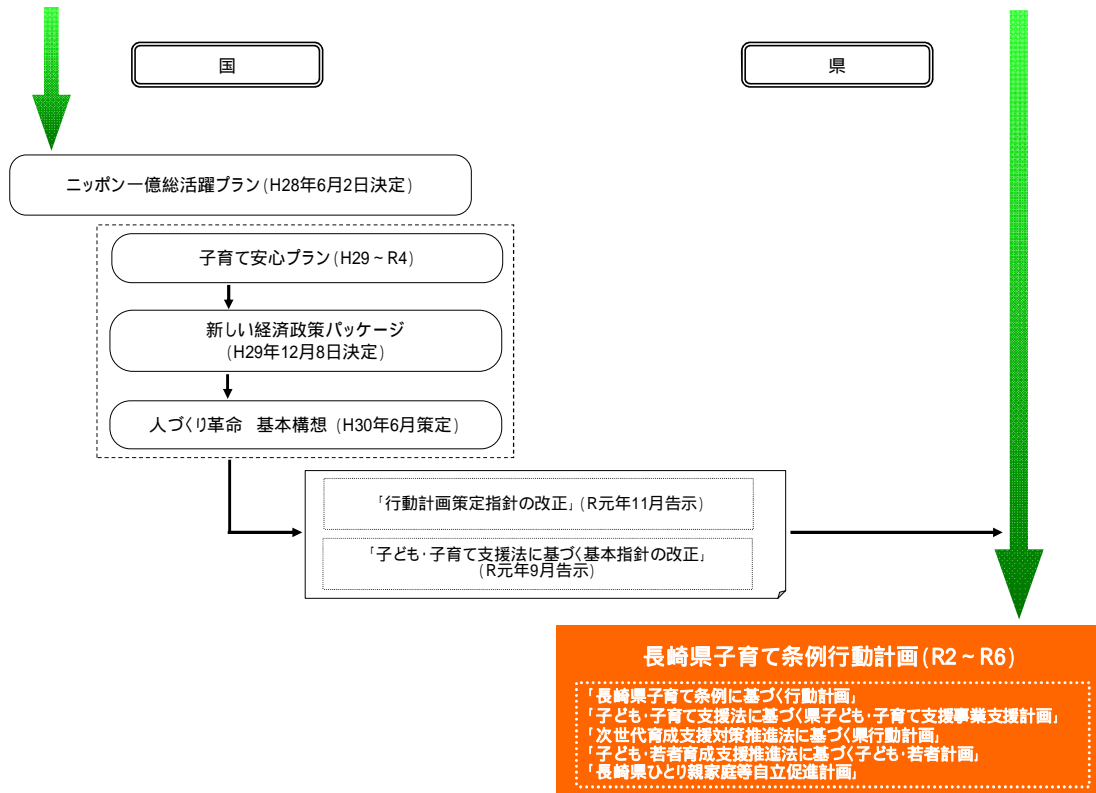 国
県
ニッポン一億総活躍プラン(H28年6月2日決定)
子育て安心プラン(H29~R4)
新しい経済政策パッケージ
(H29年12月8日決定)
人づくり革命 基本構想 (H30年6月策定)
「行動計画策定指針の改正」(R元年11月告示)
「子ども・子育て支援法に基づく基本指針の改正」
(R元年9月告示)
長崎県子育て条例行動計画(R2~R6)
「長崎県子育て条例に基づく行動計画」
「子ども・子育て支援法に基づく県子ども・子育て支援事業支援計画」
「次世代育成支援対策推進法に基づく県行動計画」
「子ども・若者育成支援推進法に基づく子ども・若者計画」
「長崎県ひとり親家庭等自立促進計画」